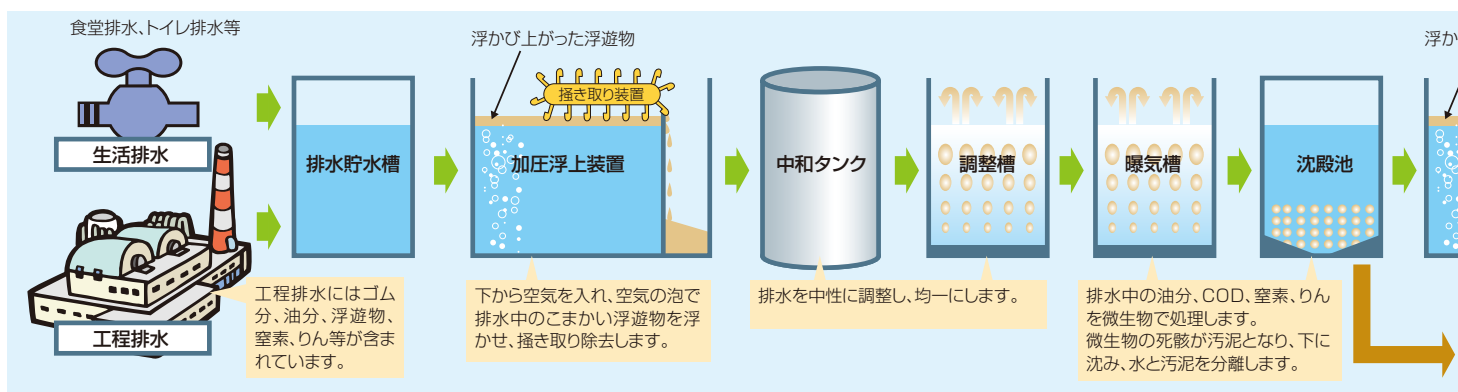 食堂排水、トイレ排水等
生活排水
工程排水
工程排水にはゴム
分、油分、浮遊物、
窒素、りん等が含ま
れています。
排水貯水槽
浮かび上がった浮遊物
掻き取り装置
加圧浮上装置
下から空気を入れ、空気の泡で
排水中のこまかい浮遊物を浮
かせ、掻き取り除去します。
中和タンク
調整槽
排水を中性に調整し、均一にします。
曝気槽
沈殿池
排水中の油分、COD、窒素、りん
を微生物で処理します。
微生物の死骸が汚泥となり、下に
沈み、水と汚泥を分離します。
浮か